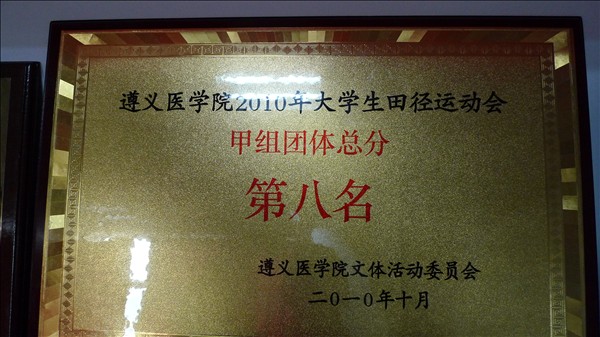 遵义医学院2010年大学生田径运动会
甲组团体总分
第八名
遵义医学院文体活动委员会
二0一0年十月